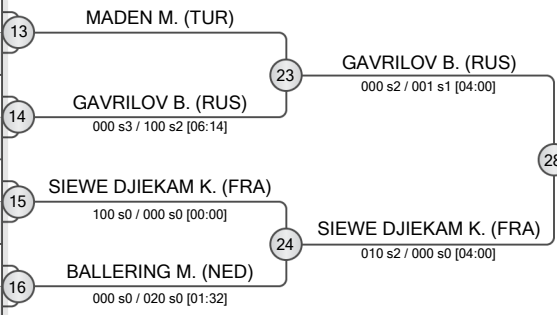 13
MADEN M. (TUR)
23
GAVRILOV B. (RUS)
000 s2 / 001 s1 [04:00]
14
GAVRILOV B. (RUS)
000 s3 / 100 s2 [06:14]
28
15
SIEWE DJIEKAM K. (FRA)
100 s0 / 000 s0 [00:00]
24
SIEWE DJIEKAM K. (FRA)
010 s2 / 000 s0 [04:00]
16
BALLERING M. (NED)
000 s0 / 020 s0 [01:32]